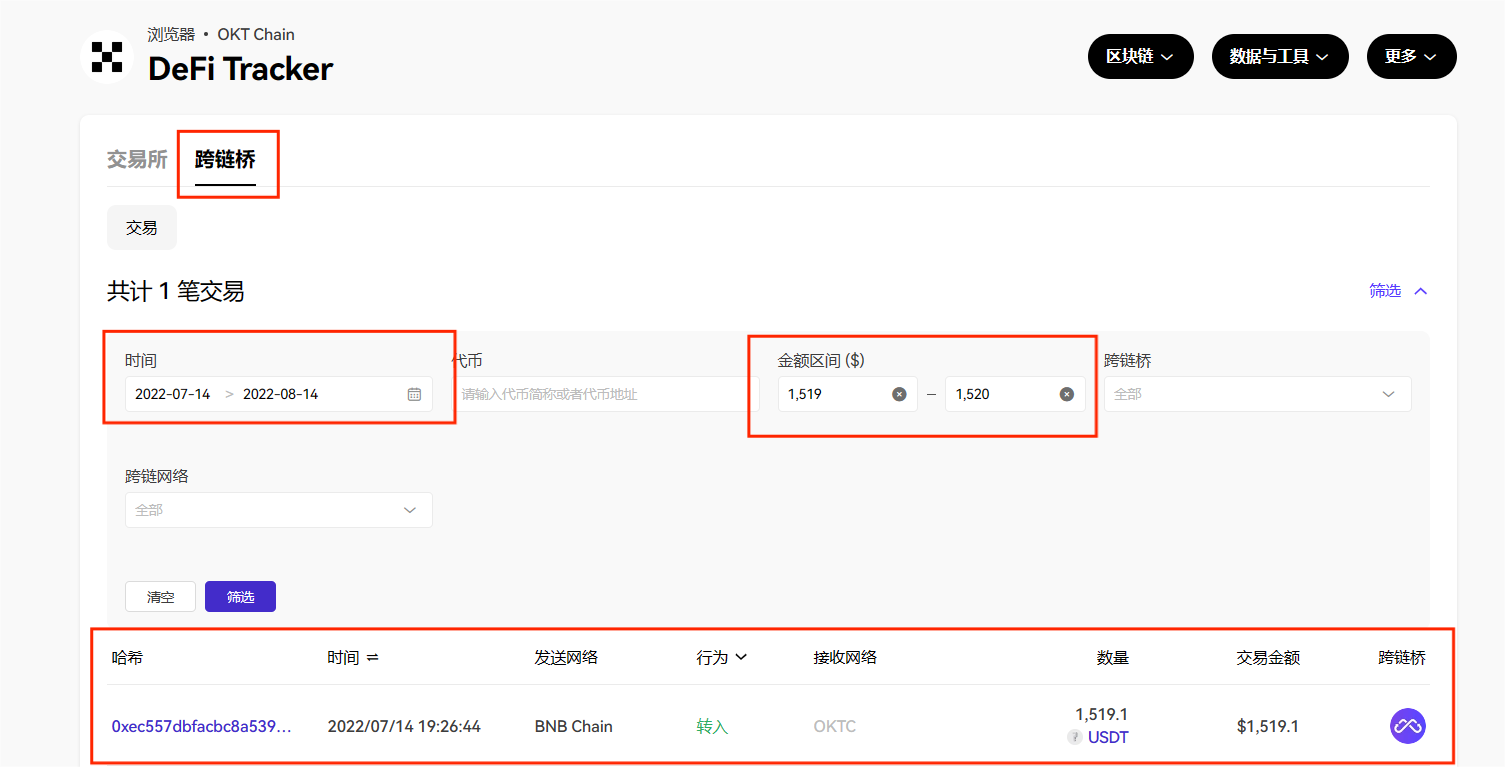 浏览器 • OKT Chain
DeFi Tracker
区块链
数据与工具
更多
交易所
跨链桥
交易
共计 1 笔交易
筛选
时间
代币
金额区间 ($)
跨链桥
2022-07-14 > 2022-08-14
请输入代币简称或者代币地址
1,519 – 1,520
全部
跨链网络
全部
清空
筛选
哈希 时间 ⇌ 发送网络 行为 接收网络 数量 交易金额 跨链桥
0xec557dbfacbc8a539... 2022/07/14 19:26:44 BNB Chain 转入 OKTC 1,519.1 $1,519.1
USDT